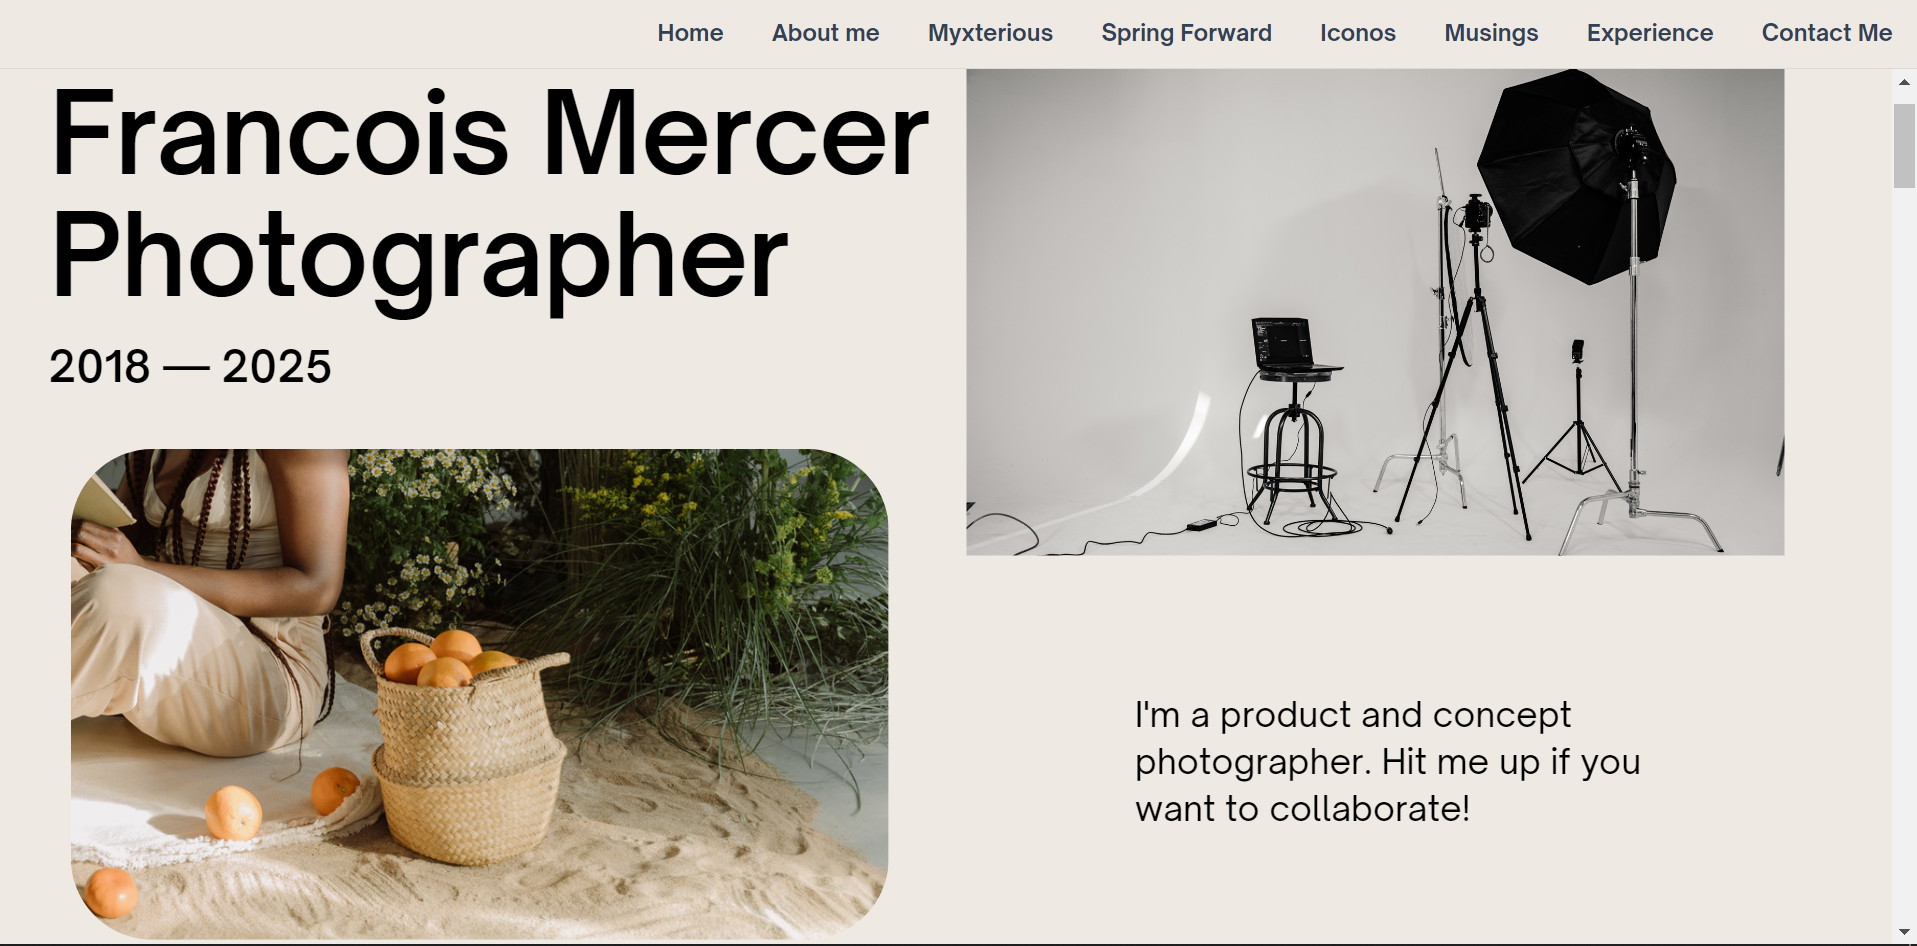 Home About me Myxterious Spring Forward Iconos Musings Experience Contact Me
Francois Mercer
Photographer
2018 — 2025
I'm a product and concept
photographer. Hit me up if you
want to collaborate!